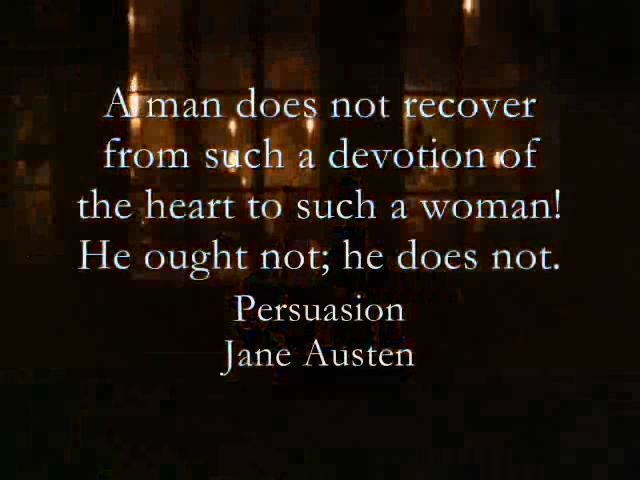 A man does not recover
from such a devotion of
the heart to such a woman!
He ought not; he does not.
Persuasion
Jane Austen